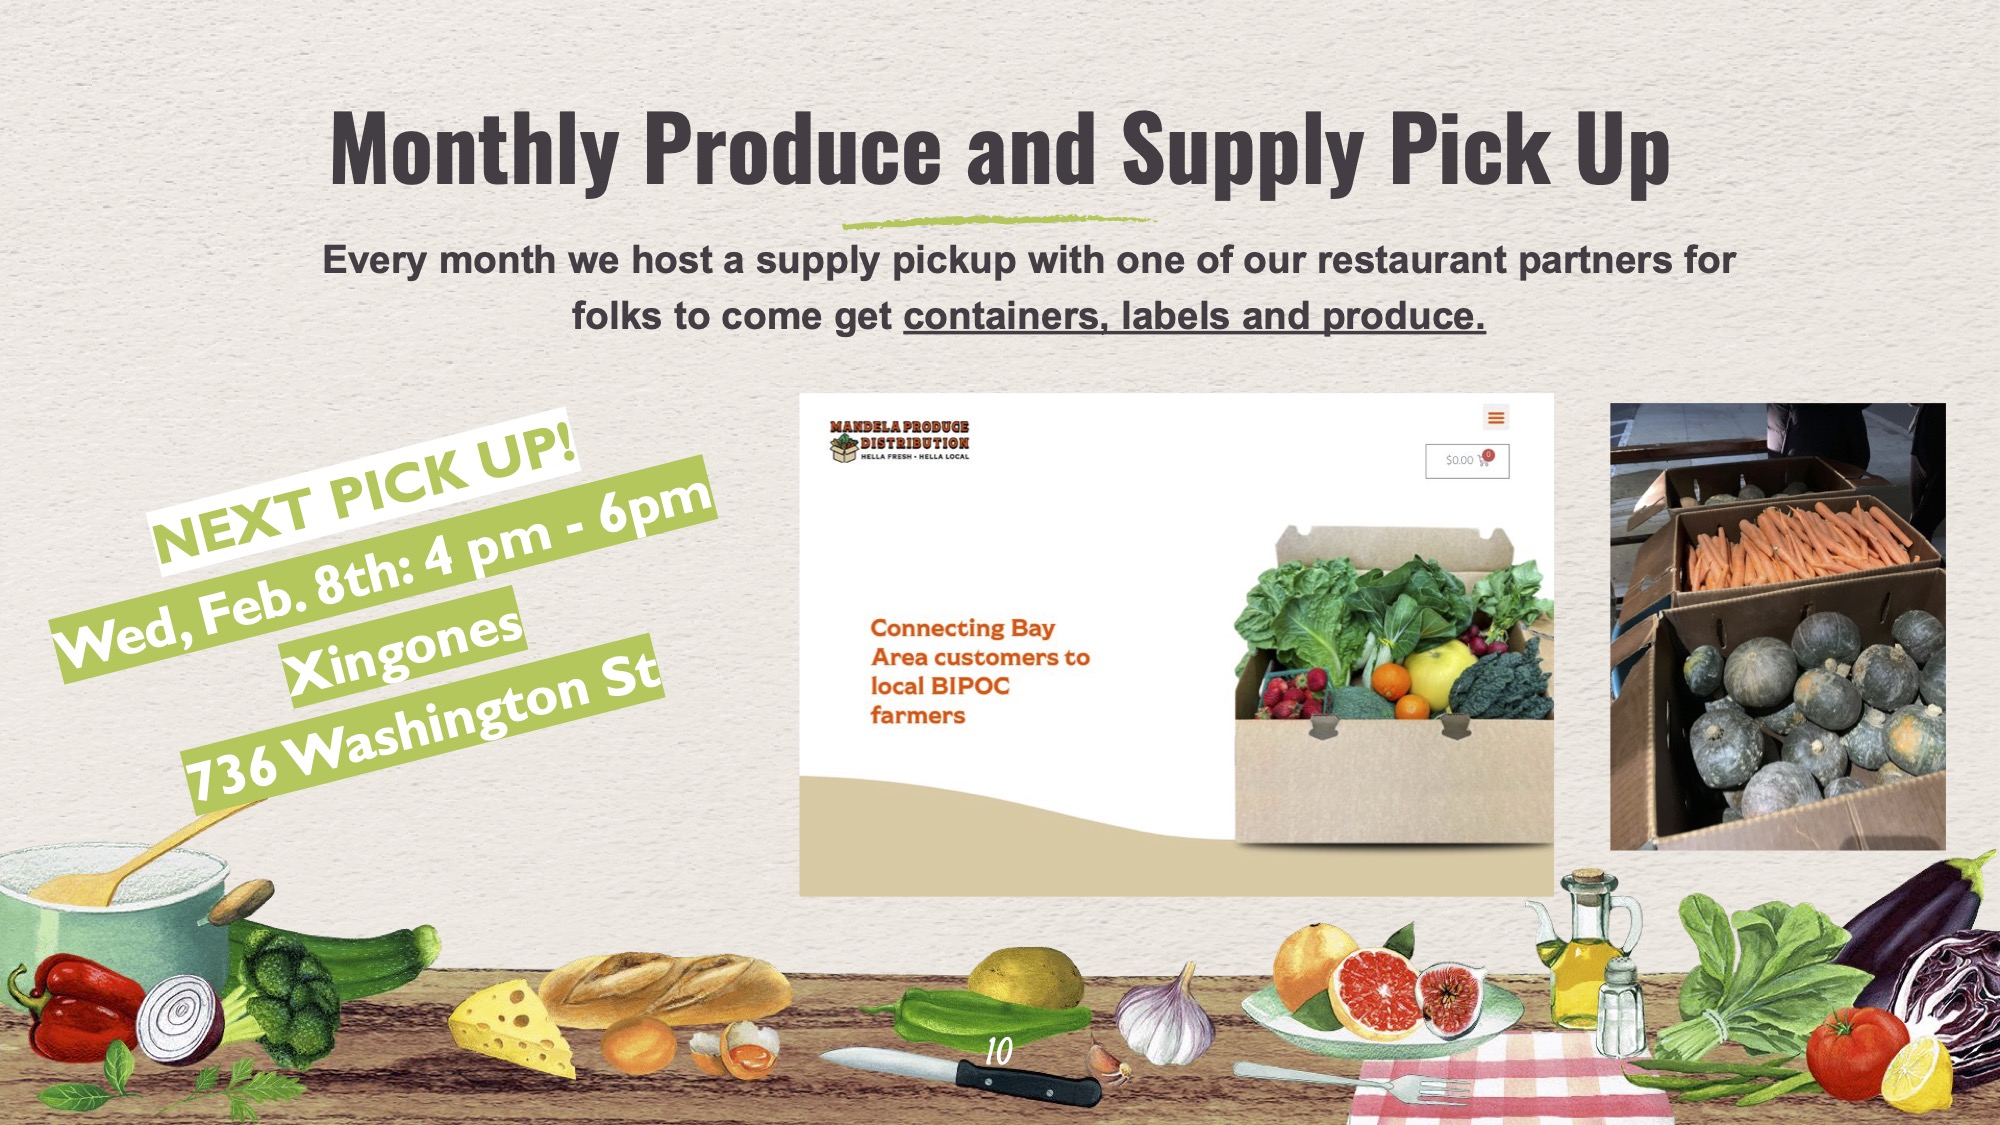 Monthly Produce and Supply Pick Up
Every month we host a supply pickup with one of our restaurant partners for
folks to come get containers, labels and produce.
NEXT PICK UP!
Wed, Feb. 8th: 4 pm - 6pm
Xingones
736 Washington St
MANDELA PRODUCE
DISTRIBUTION
HELLA FRESH • HELLA LOCAL
$0.00 0
Connecting Bay
Area customers to
local BIPOC
farmers
10